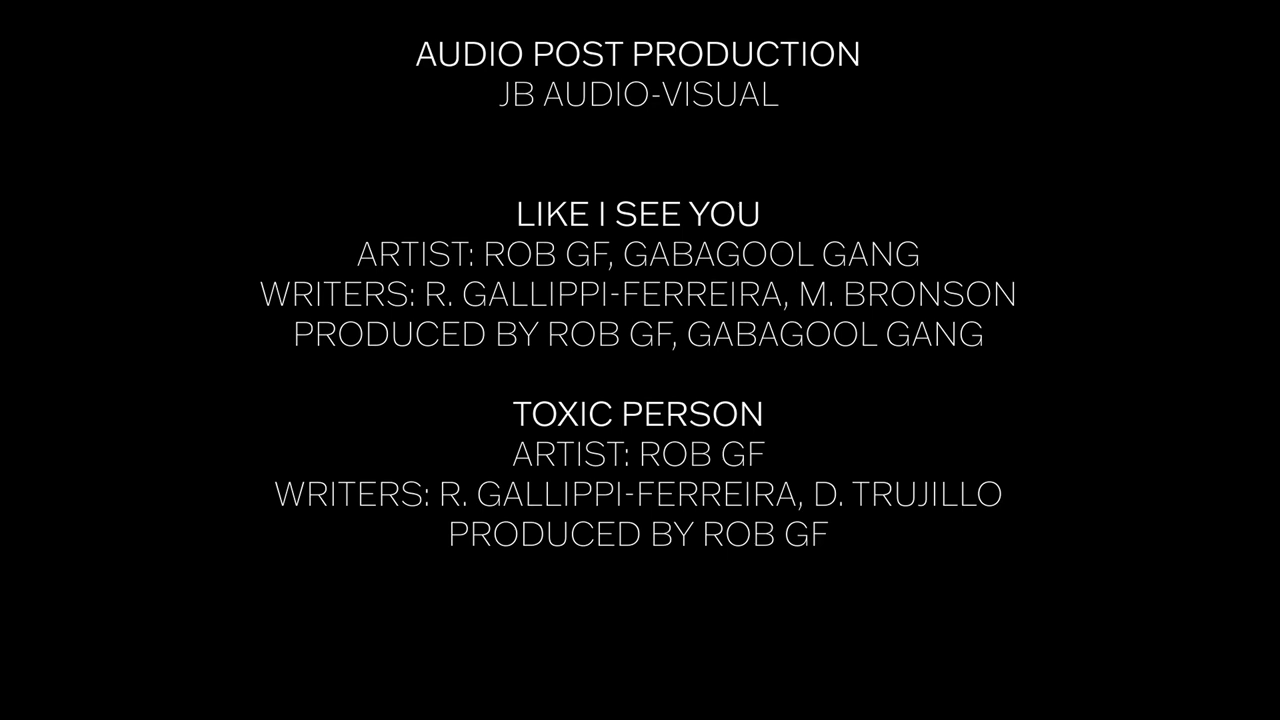 AUDIO POST PRODUCTION
JB AUDIO-VISUAL
LIKE I SEE YOU
ARTIST: ROB GF, GABAGOOL GANG
WRITERS: R. GALLIPPI-FERREIRA, M. BRONSON
PRODUCED BY ROB GF, GABAGOOL GANG
TOXIC PERSON
ARTIST: ROB GF
WRITERS: R. GALLIPPI-FERREIRA, D. TRUJILLO
PRODUCED BY ROB GF